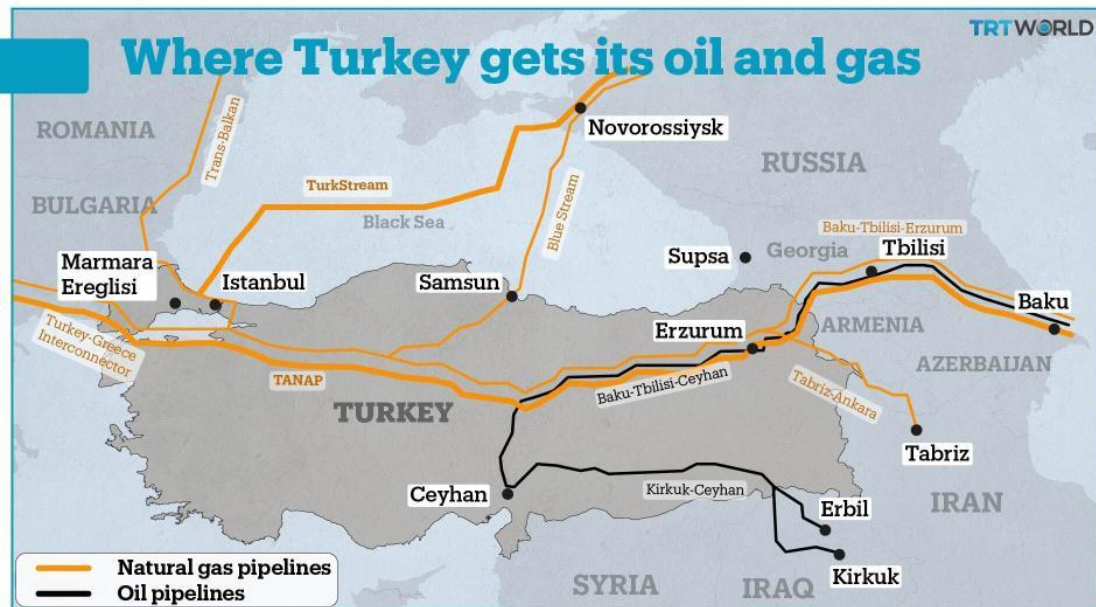 TRT WORLD
Where Turkey gets its oil and gas
ROMANIA
Trans-Balkan
Novorossiysk
RUSSIA
BULGARIA
TurkStream
Black Sea
Blue Stream
Baku-Tbilisi-Erzurum
Georgia
Tbilisi
Supsa
Marmara
Ereglisi
Istanbul
Samsun
Baku
Erzurum
ARMENIA
AZERBAIJAN
Turkey-Greece
Interconnector
TANAP
Baku-Tbilisi-Ceyhan
Tabriz-Ankara
TURKEY
Tabriz
Ceyhan
Kirkuk-Ceyhan
Erbil
IRAN
Kirkuk
Natural gas pipelines
Oil pipelines
SYRIA
IRAQ